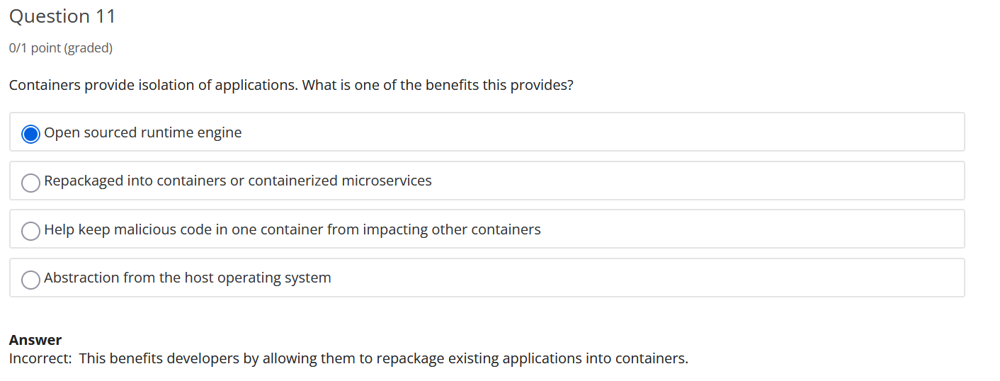 Question 11
0/1 point (graded)
Containers provide isolation of applications. What is one of the benefits this provides?
Open sourced runtime engine
Repackaged into containers or containerized microservices
Help keep malicious code in one container from impacting other containers
Abstraction from the host operating system
Answer
Incorrect:  This benefits developers by allowing them to repackage existing applications into containers.